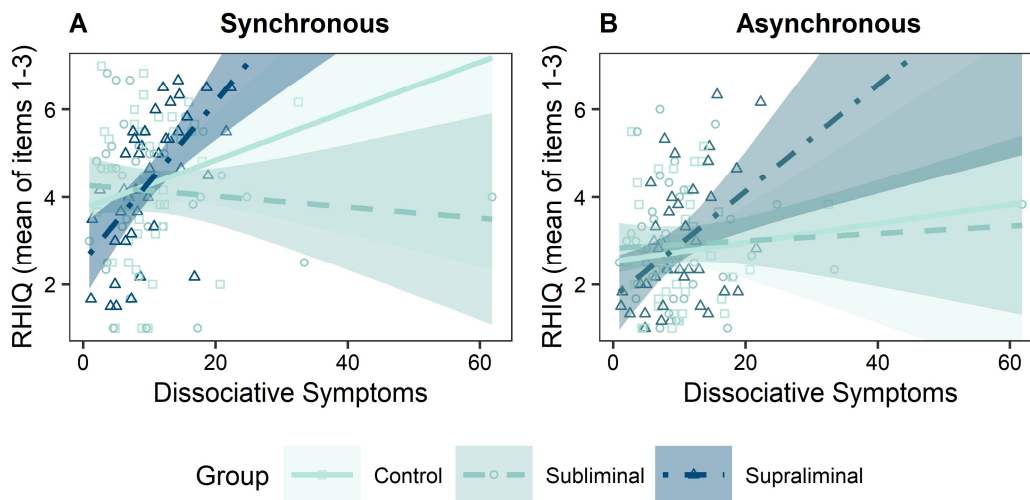 A Synchronous
B Asynchronous
RHIQ (mean of items 1-3)
6
4
2
0 20 40 60
Dissociative Symptoms
RHIQ (mean of items 1-3)
6
4
2
0 20 40 60
Dissociative Symptoms
Group Control Subliminal Supraliminal